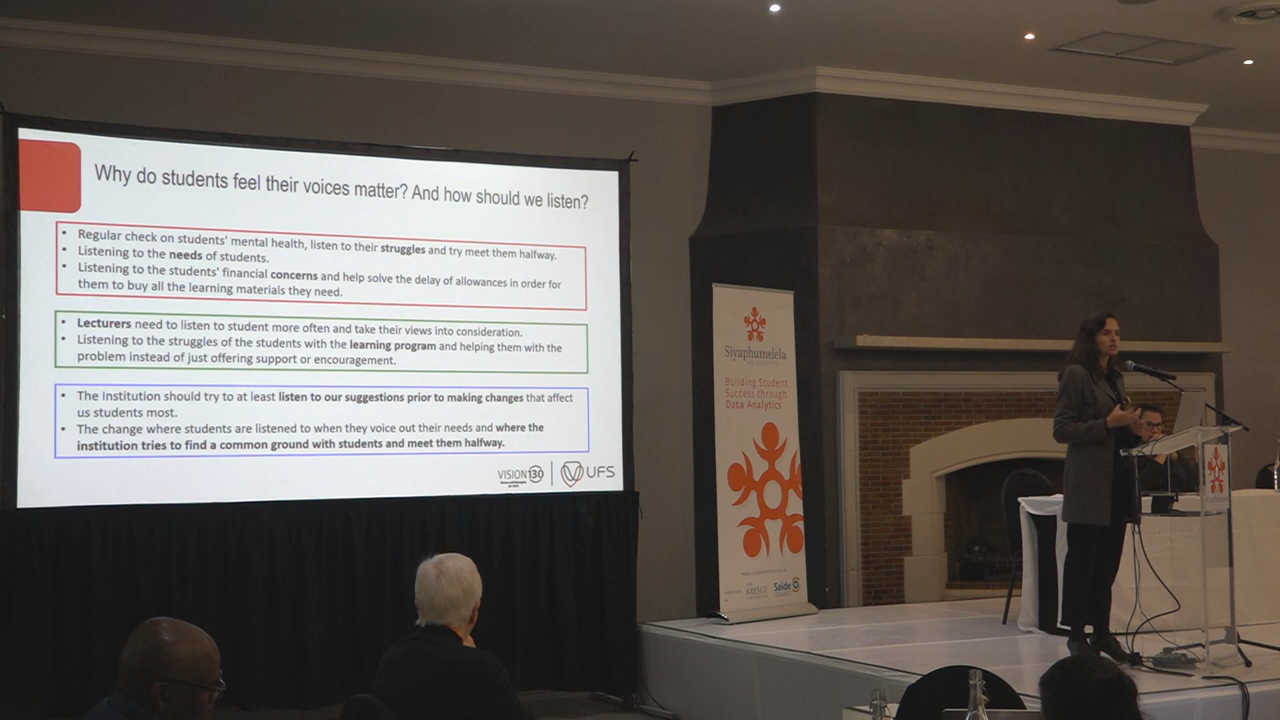 Why do students feel their voices matter? And how should we listen?
• Regular check on students' mental health, listen to their struggles and try meet them halfway.
• Listening to the needs of students.
• Listening to the students' financial concerns and help solve the delay of allowances in order for
them to buy all the learning materials they need.
• Lecturers need to listen to student more often and take their views into consideration.
• Listening to the struggles of the students with the learning program and helping them with the
problem instead of just offering support or encouragement.
• The Institution should try to at least listen to our suggestions prior to making changes that affect
us students most.
• The change where students are listened to when they voice out their needs and where the
institution tries to find a common ground with students and meet them halfway.
VISION130
UFS
Siyaphumelela
Building Student
Success through
Data Analytics
KRESGE
Saide